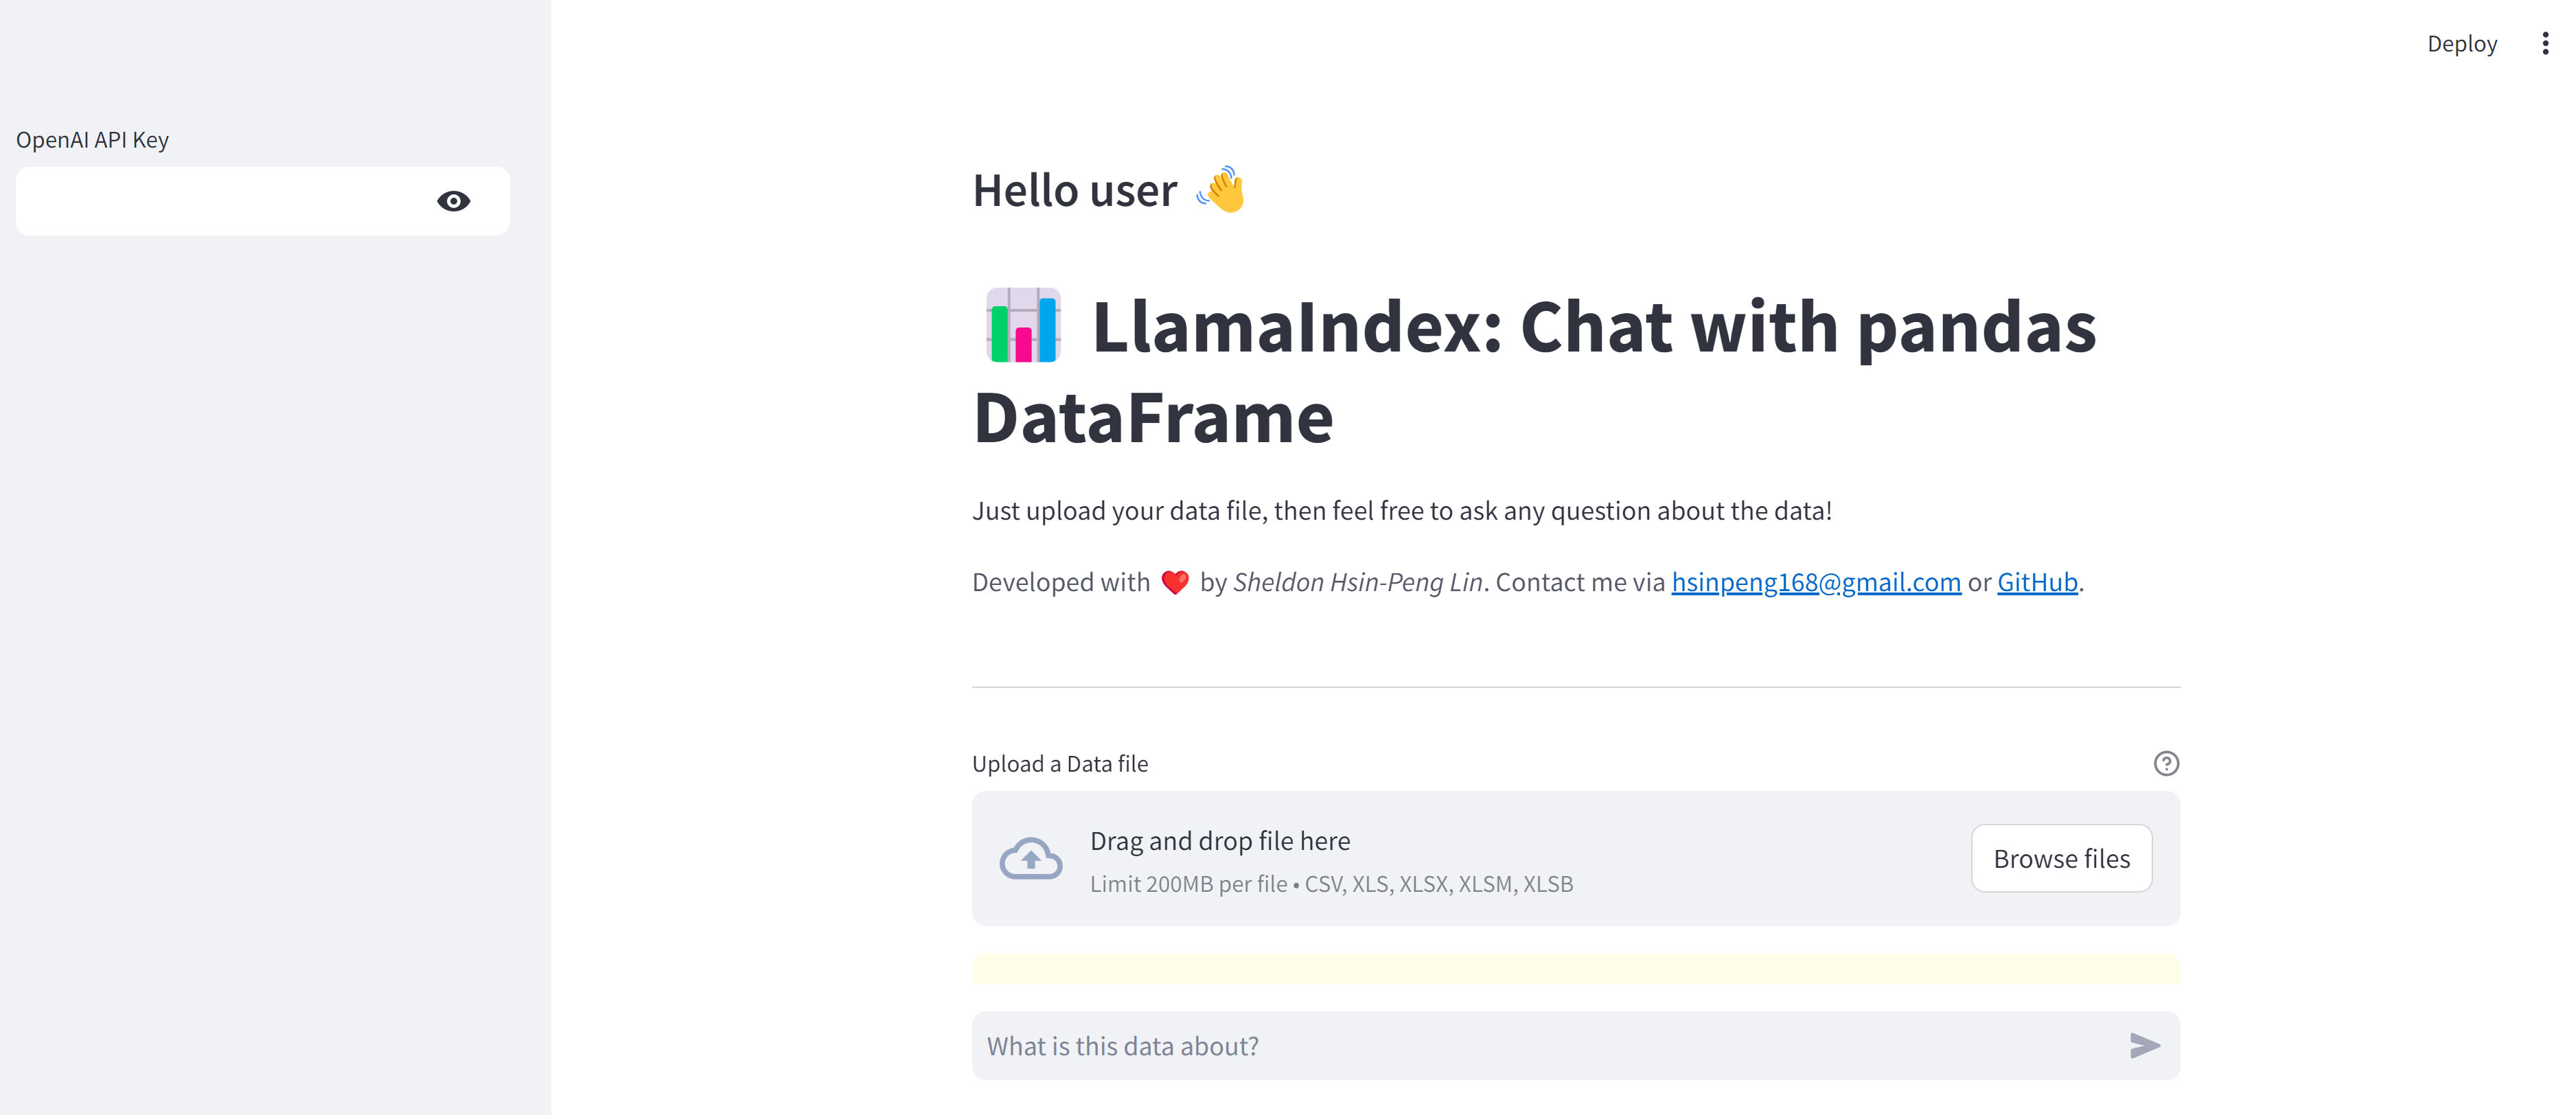 Deploy
OpenAI API Key
Hello user 👋
📊 LlamaIndex: Chat with pandas
DataFrame
Just upload your data file, then feel free to ask any question about the data!
Developed with ❤️ by Sheldon Hsin-Peng Lin. Contact me via hsinpeng168@gmail.com or GitHub.
Upload a Data file
Drag and drop file here
Limit 200MB per file • CSV, XLS, XLSX, XLSM, XLSB
Browse files
What is this data about?